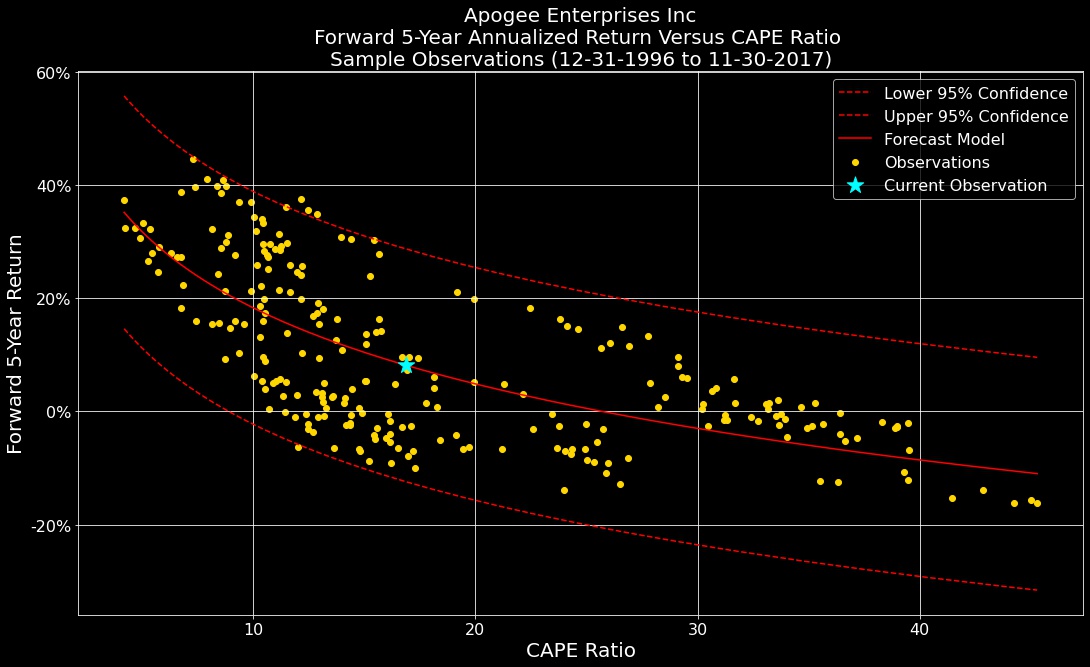 Apogee Enterprises Inc
Forward 5-Year Annualized Return Versus CAPE Ratio
Sample Observations (12-31-1996 to 11-30-2017)
Lower 95% Confidence
Upper 95% Confidence
Forecast Model
Observations
Current Observation
60%
40%
20%
0%
-20%
Forward 5-Year Return
10
20
30
40
CAPE Ratio